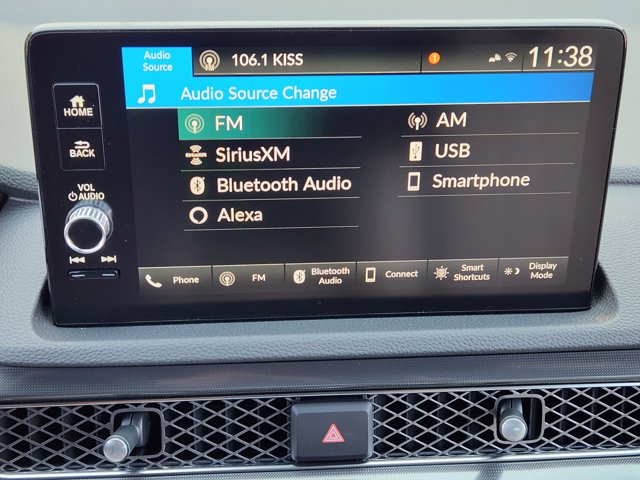 Audio
Source
106.1 KISS
1
11:38
Audio Source Change
HOME
BACK
VOL
AUDIO
FM
AM
SiriusXM
USB
Bluetooth Audio
Smartphone
Alexa
Phone
FM
Bluetooth
Audio
Connect
Smart
Shortcuts
Display
Mode